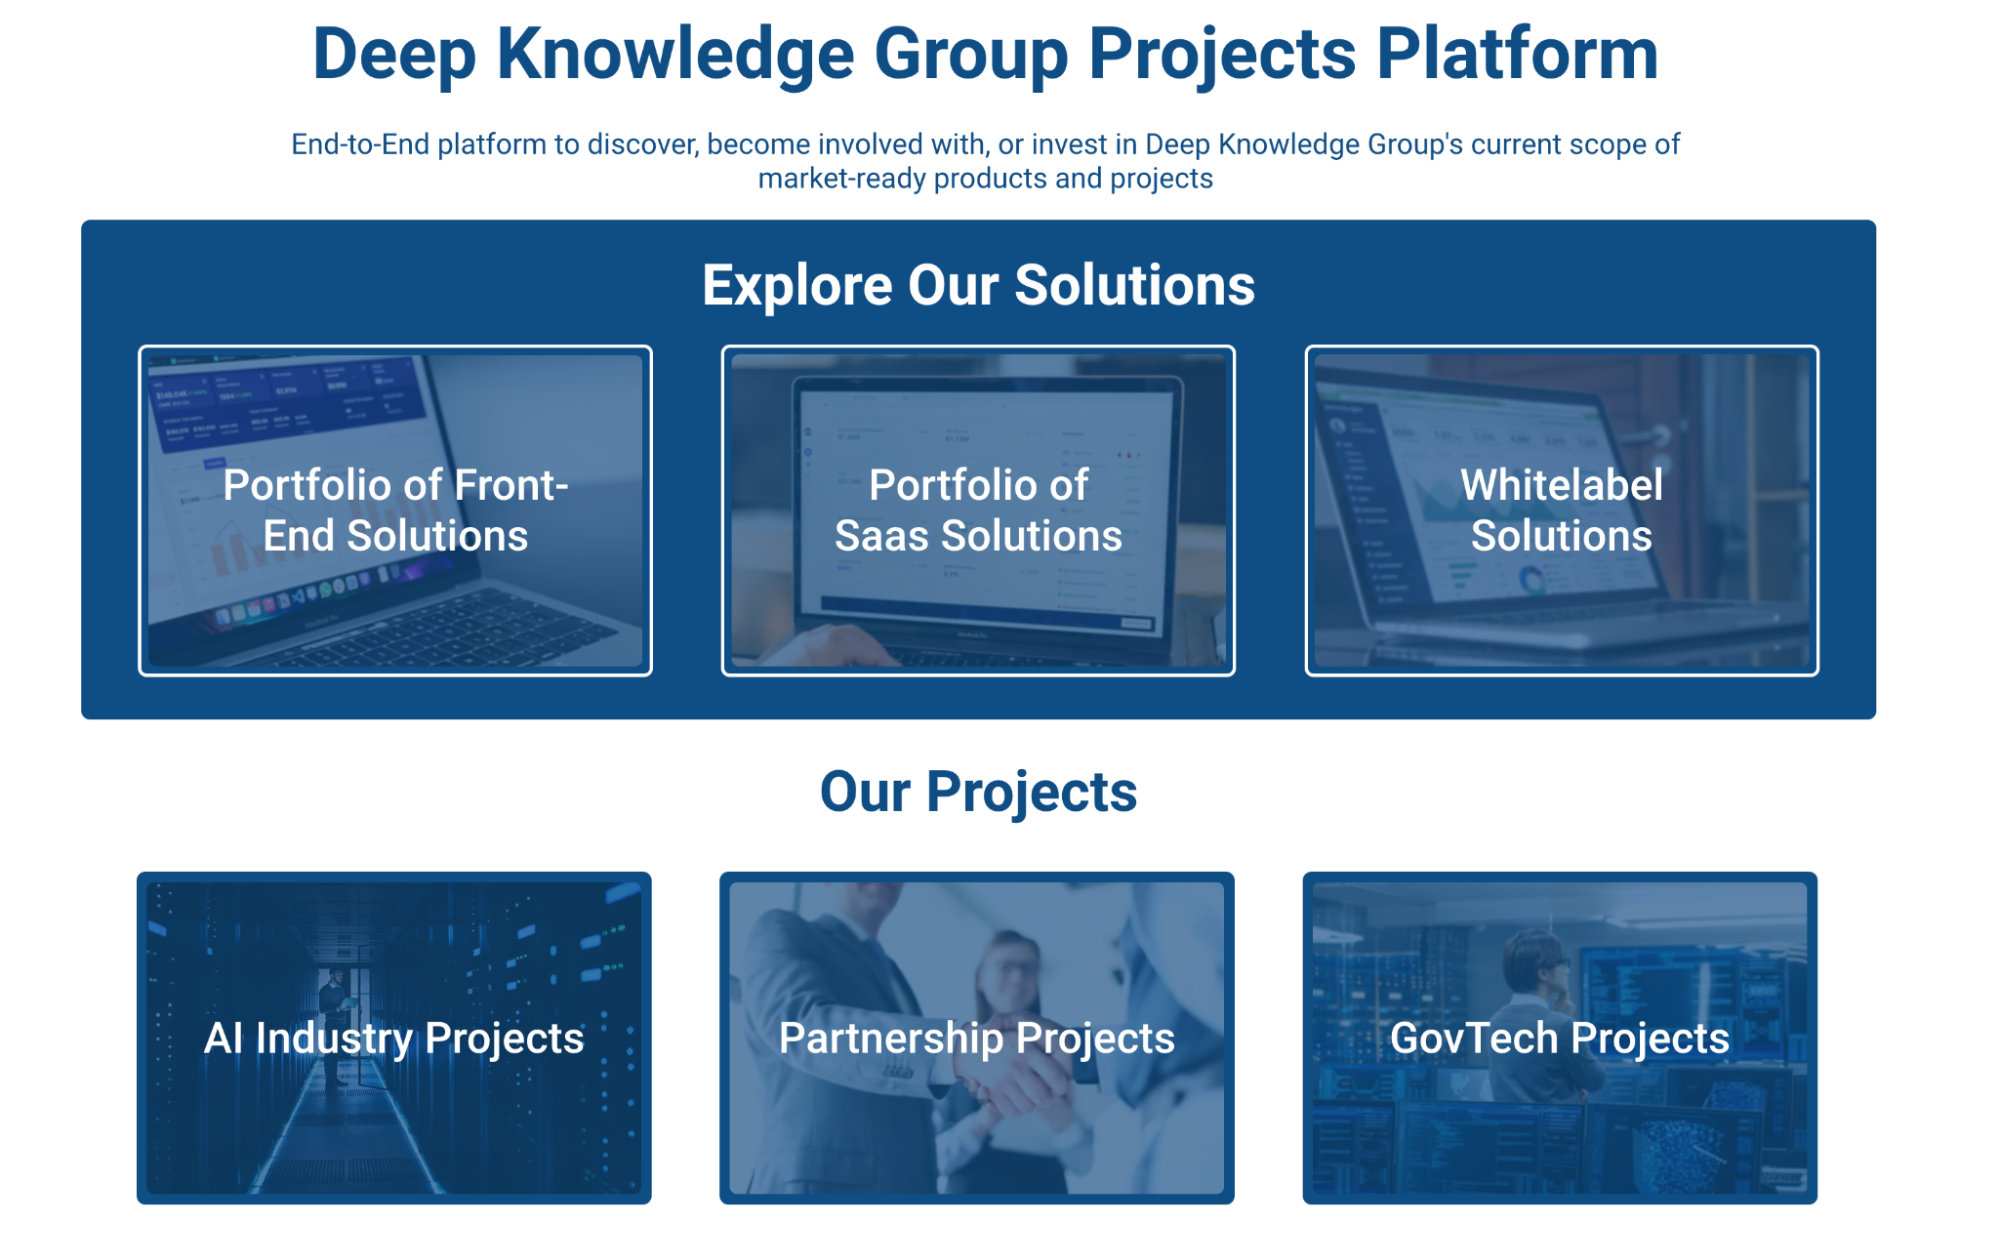 Deep Knowledge Group Projects Platform
End-to-End platform to discover, become involved with, or invest in Deep Knowledge Group's current scope of
market-ready products and projects
Explore Our Solutions
Portfolio of Front-
End Solutions
Portfolio of
Saas Solutions
Whitelabel
Solutions
Our Projects
AI Industry Projects
Partnership Projects
GovTech Projects